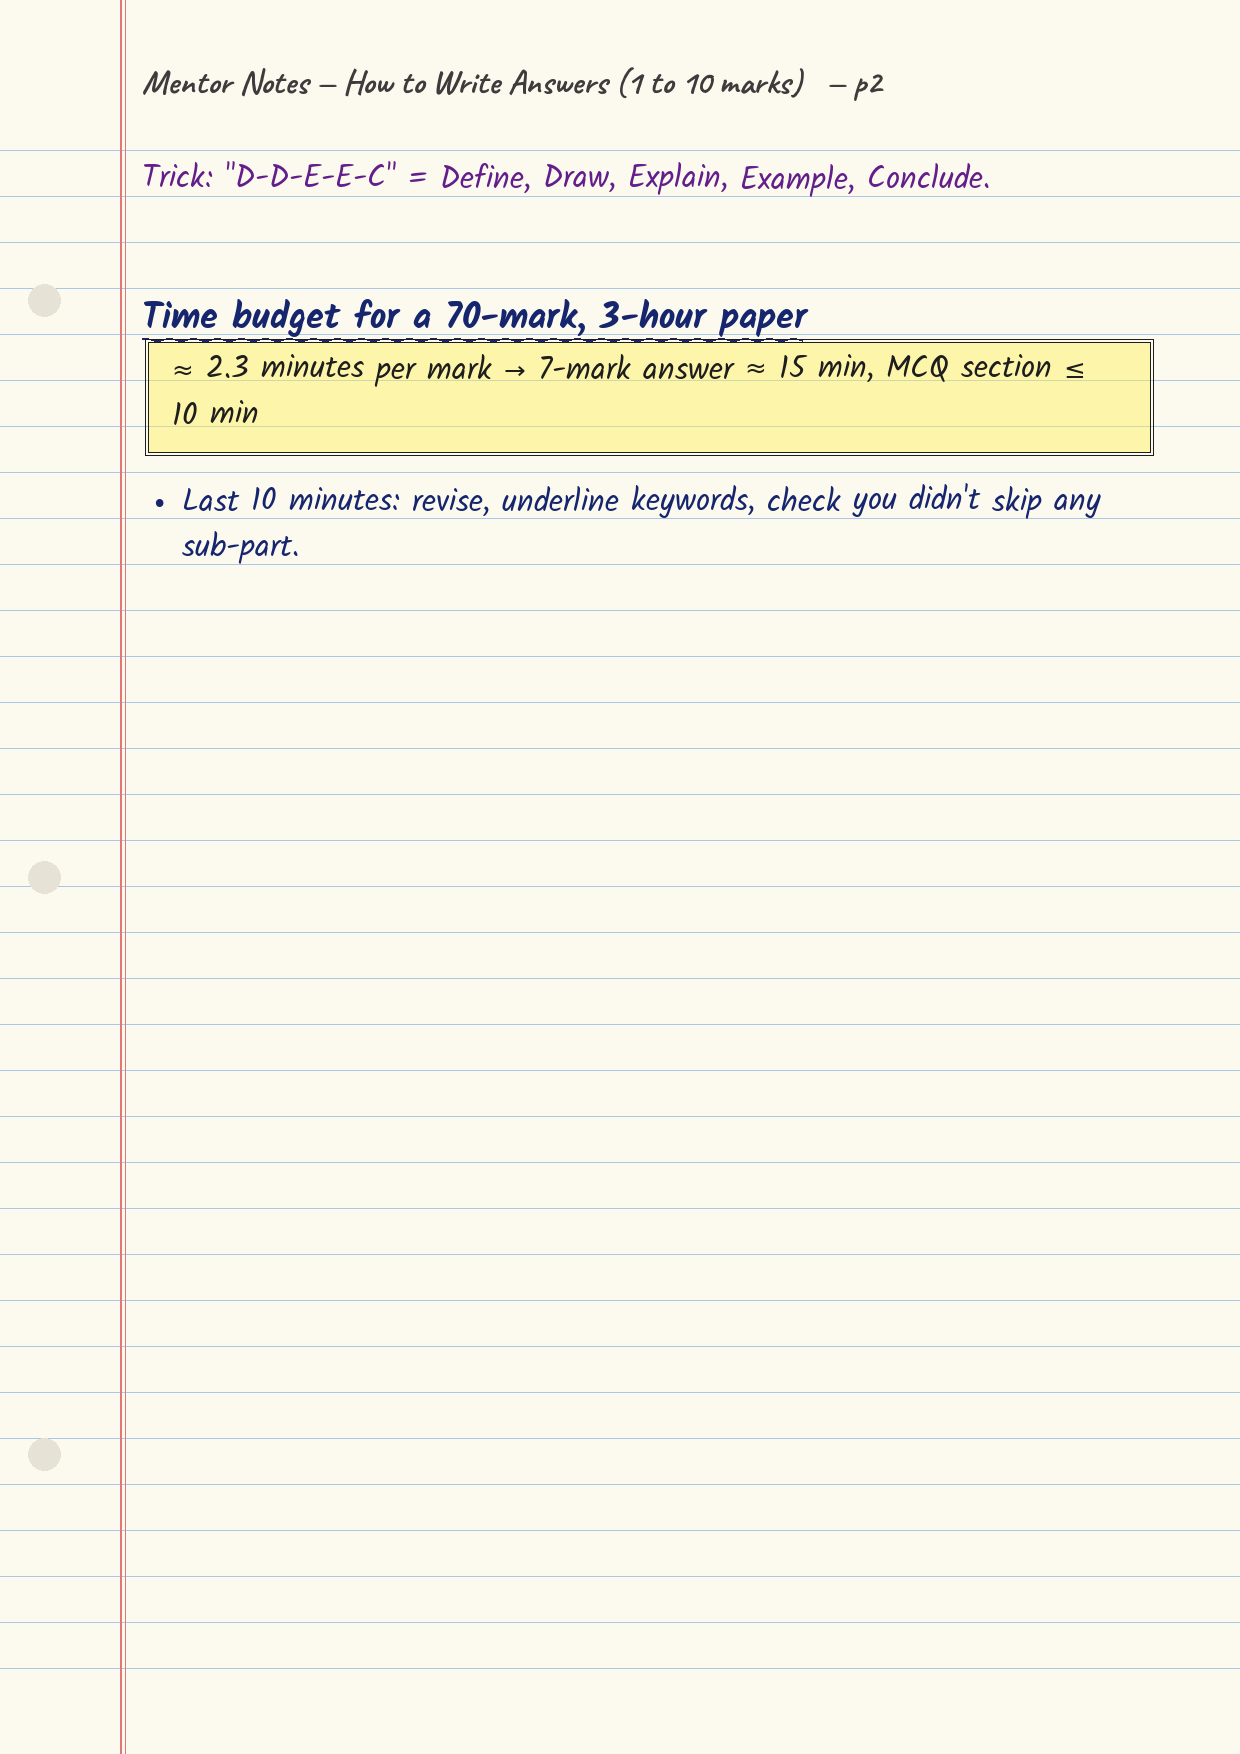 Mentor Notes – How to Write Answers (1 to 10 marks) – p2
Trick: "D-D-E-E-C" = Define, Draw, Explain, Example, Conclude.
Time budget for a 70-mark, 3-hour paper
≈ 2.3 minutes per mark → 7-mark answer ≈ 15 min, MCQ section ≤
10 min
• Last 10 minutes: revise, underline keywords, check you didn't skip any
sub-part.